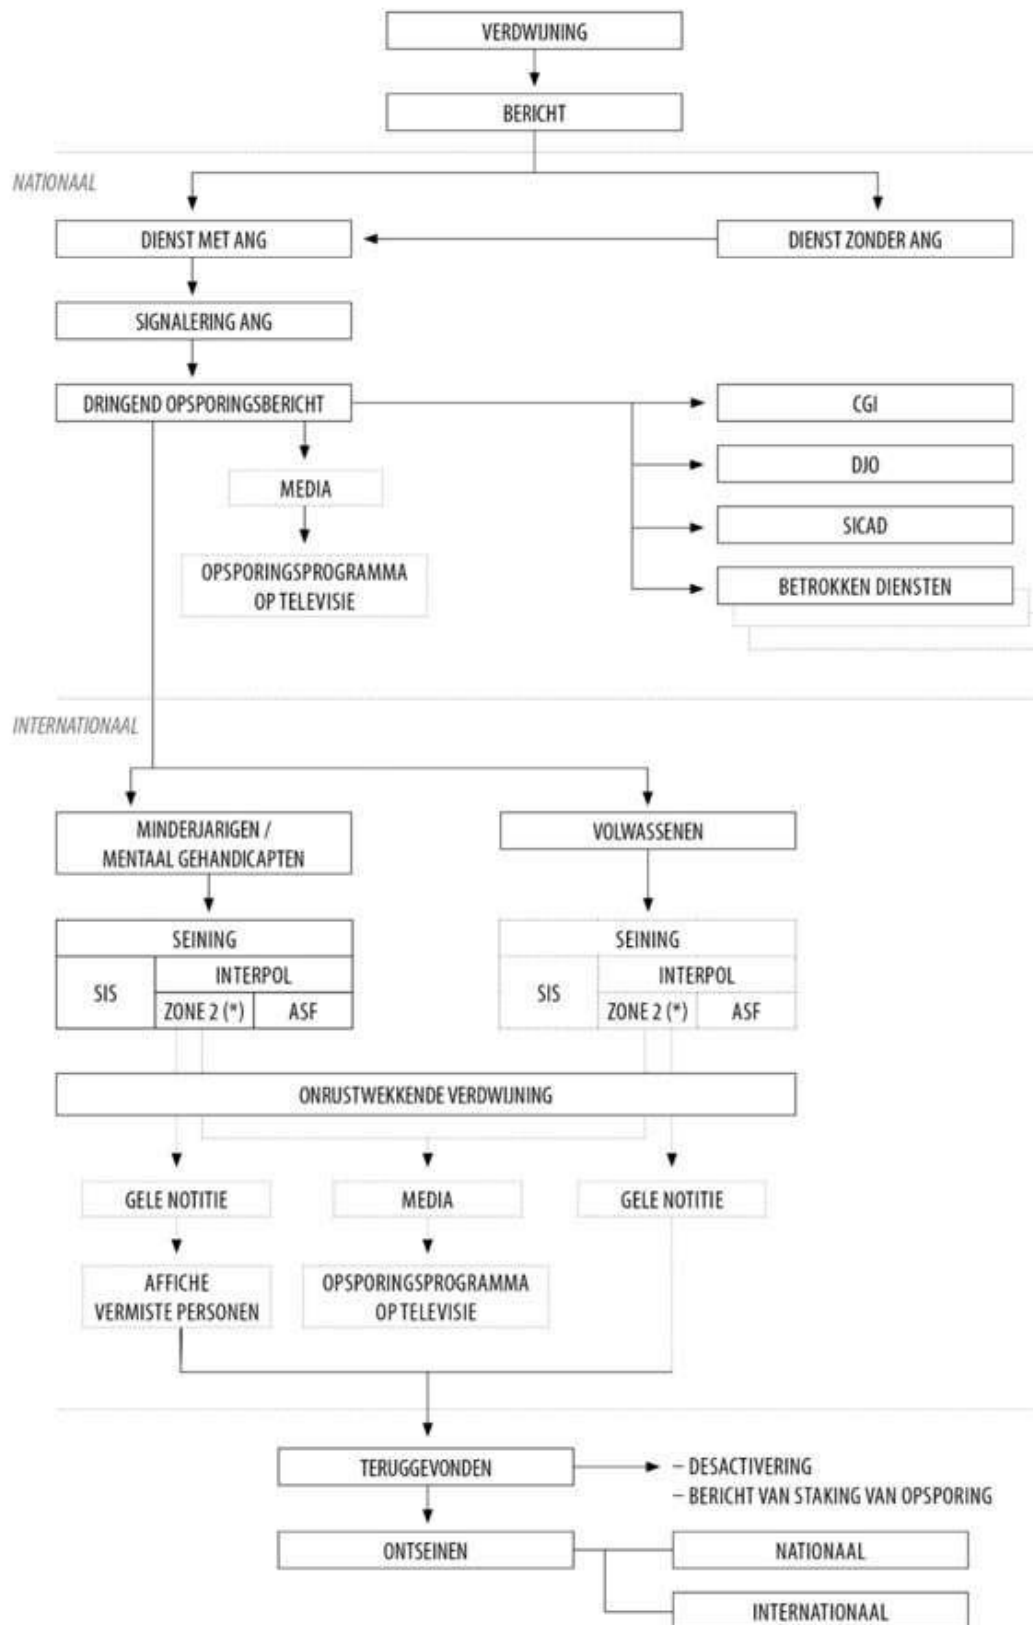 VERDWIJNING
BERICHT
NATIONAAL
DIENST MET ANG
DIENST ZONDER ANG
SIGNALERING ANG
DRINGEND OPSPORINGSBERICHT
CGI
DJO
MEDIA
SICAD
OPSPORINGSPROGRAMMA
OP TELEVISIE
BETROKKEN DIENSTEN
INTERNATIONAAL
MINDERJARIGEN /
MENTAAL GEHANDICAPTEN
VOLWASSENEN
SEINING
SIS
INTERPOL
ZONE 2 (*)
ASF
SEINING
SIS
INTERPOL
ZONE 2 (*)
ASF
ONRUSTWEKKENDE VERDWIJNING
GELE NOTITIE
MEDIA
GELE NOTITIE
AFFICHE
VERMISTE PERSONEN
OPSPORINGSPROGRAMMA
OP TELEVISIE
TERUGGEVONDEN
– DESACTIVERING
– BERICHT VAN STAKING VAN OPSPORING
ONTSEINEN
NATIONAAL
INTERNATIONAAL